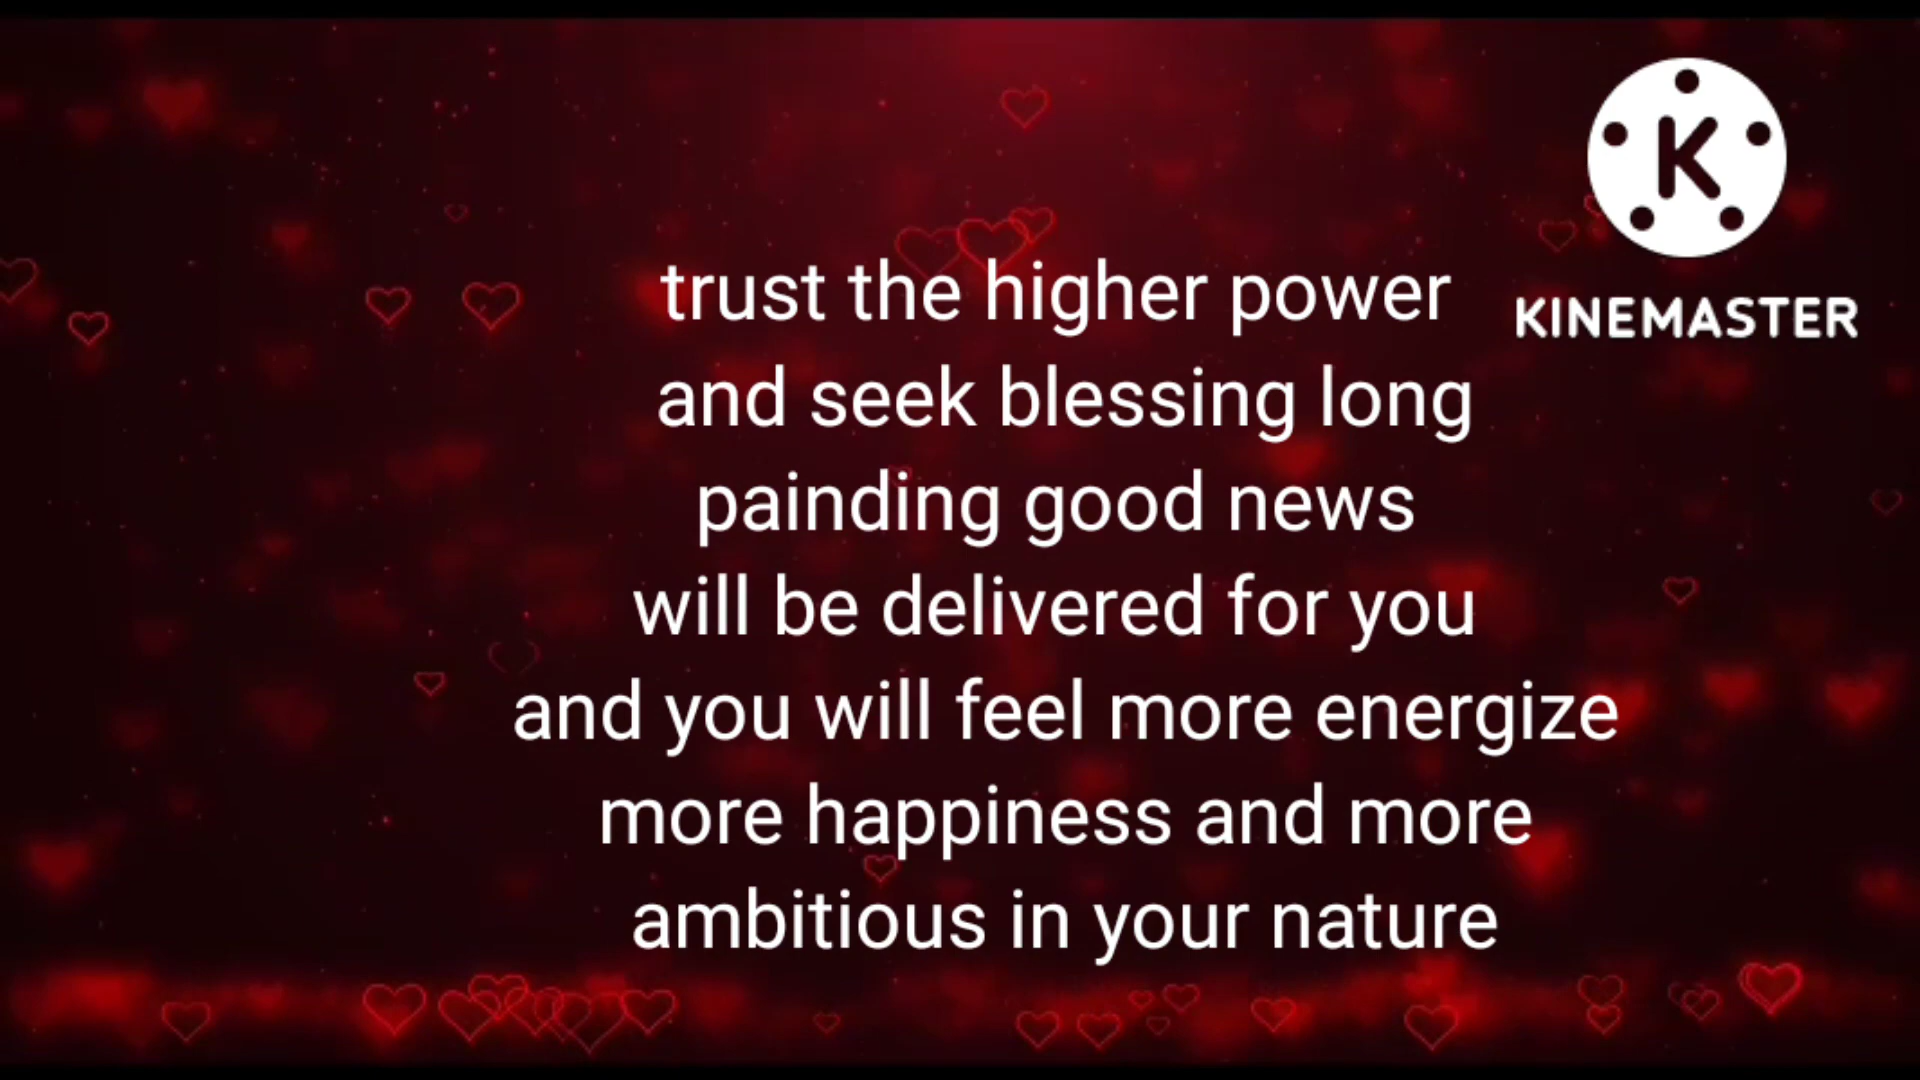 K
KINEMASTER
trust the higher power
and seek blessing long
painding good news
will be delivered for you
and you will feel more energize
more happiness and more
ambitious in your nature